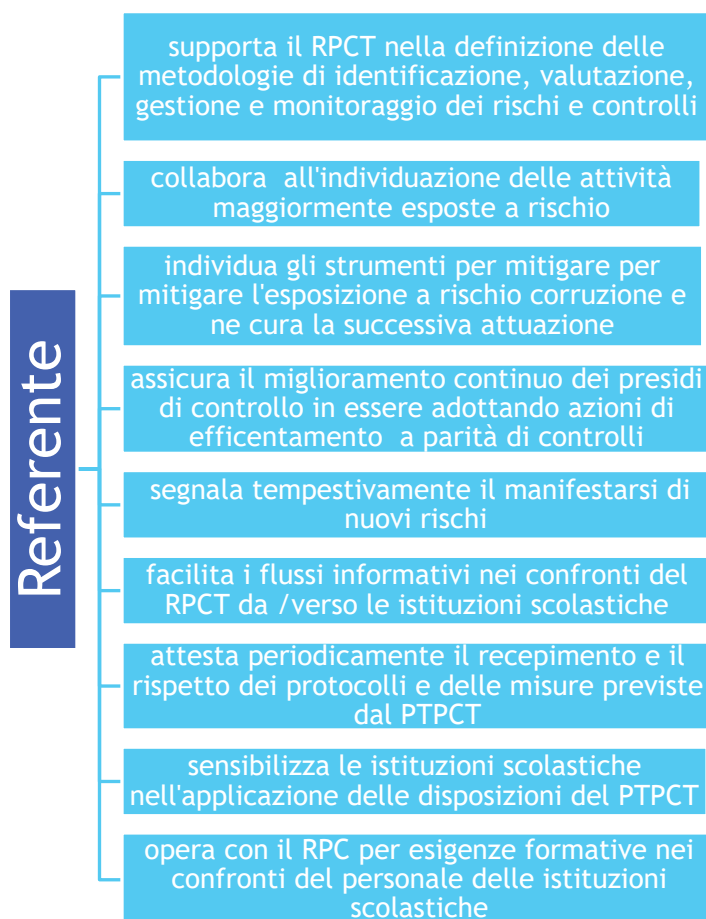 Referente
supporta il RPCT nella definizione delle
metodologie di identificazione, valutazione,
gestione e monitoraggio dei rischi e controlli
collabora  all'individuazione delle attività
maggiormente esposte a rischio
individua gli strumenti per mitigare per
mitigare l'esposizione a rischio corruzione e
ne cura la successiva attuazione
assicura il miglioramento continuo dei presidi
di controllo in essere adottando azioni di
efficentamento  a parità di controlli
segnala tempestivamente il manifestarsi di
nuovi rischi
facilita i flussi informativi nei confronti del
RPCT da /verso le istituzioni scolastiche
attesta periodicamente il recepimento e il
rispetto dei protocolli e delle misure previste
dal PTPCT
sensibilizza le istituzioni scolastiche
nell'applicazione delle disposizioni del PTPCT
opera con il RPC per esigenze formative nei
confronti del personale delle istituzioni
scolastiche